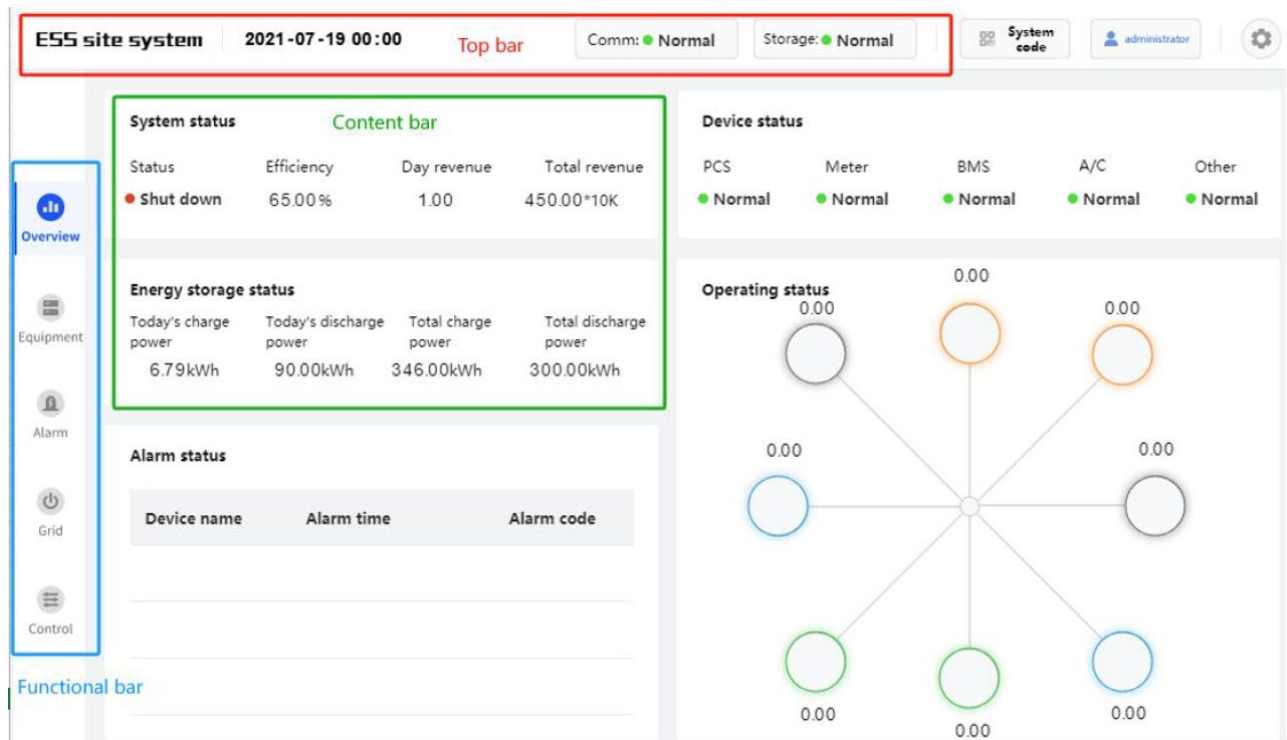 ESS site system
2021-07-19 00:00
Top bar
Comm: Normal
Storage: Normal
System
code
administrator
System status
Content bar
Status Efficiency Day revenue Total revenue
Shut down 65.00% 1.00 450.00*10K
Device status
PCS Meter BMS A/C Other
Normal Normal Normal Normal Normal
Overview
Equipment
Alarm
Grid
Control
Functional bar
Energy storage status
Today's charge Today's discharge Total charge Total discharge
power power power power
6.79kWh 90.00kWh 346.00kWh 300.00kWh
Alarm status
Device name Alarm time Alarm code
Operating status
0.00
0.00
0.00
0.00
0.00
0.00
0.00
0.00